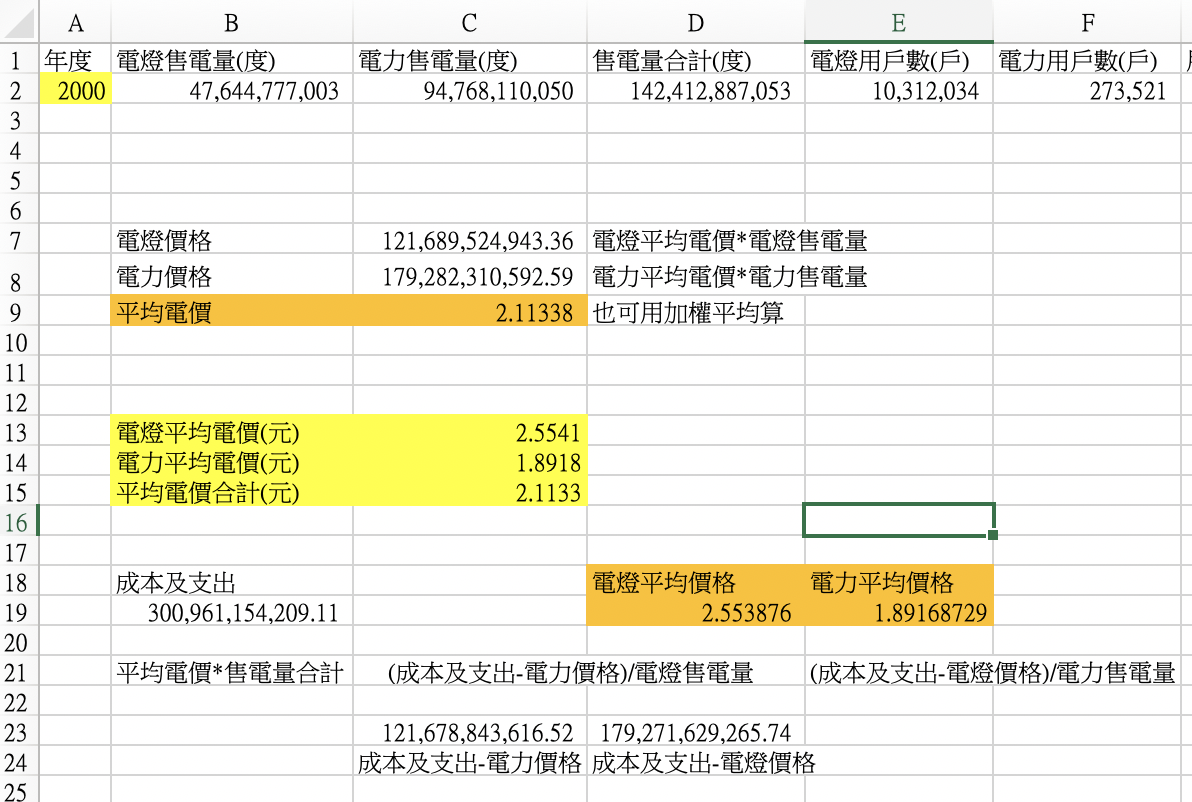 A B C D E F
1 年度 電燈售電量(度) 電力售電量(度) 售電量合計(度) 電燈用戶數(戶) 電力用戶數(戶)
2 2000 47,644,777,003 94,768,110,050 142,412,887,053 10,312,034 273,521
3
4
5
6
7 電燈價格 121,689,524,943.36 電燈平均電價*電燈售電量
8 電力價格 179,282,310,592.59 電力平均電價*電力售電量
9 平均電價 2.11338 也可用加權平均算
10
11
12
13 電燈平均電價(元) 2.5541
14 電力平均電價(元) 1.8918
15 平均電價合計(元) 2.1133
16
17
18 成本及支出 電燈平均價格 電力平均價格
19 300,961,154,209.11 2.553876 1.89168729
20
21 平均電價*售電量合計 (成本及支出-電力價格)/電燈售電量 (成本及支出-電燈價格)/電力售電量
22
23 121,678,843,616.52 179,271,629,265.74
24 成本及支出-電力價格 成本及支出-電燈價格
25